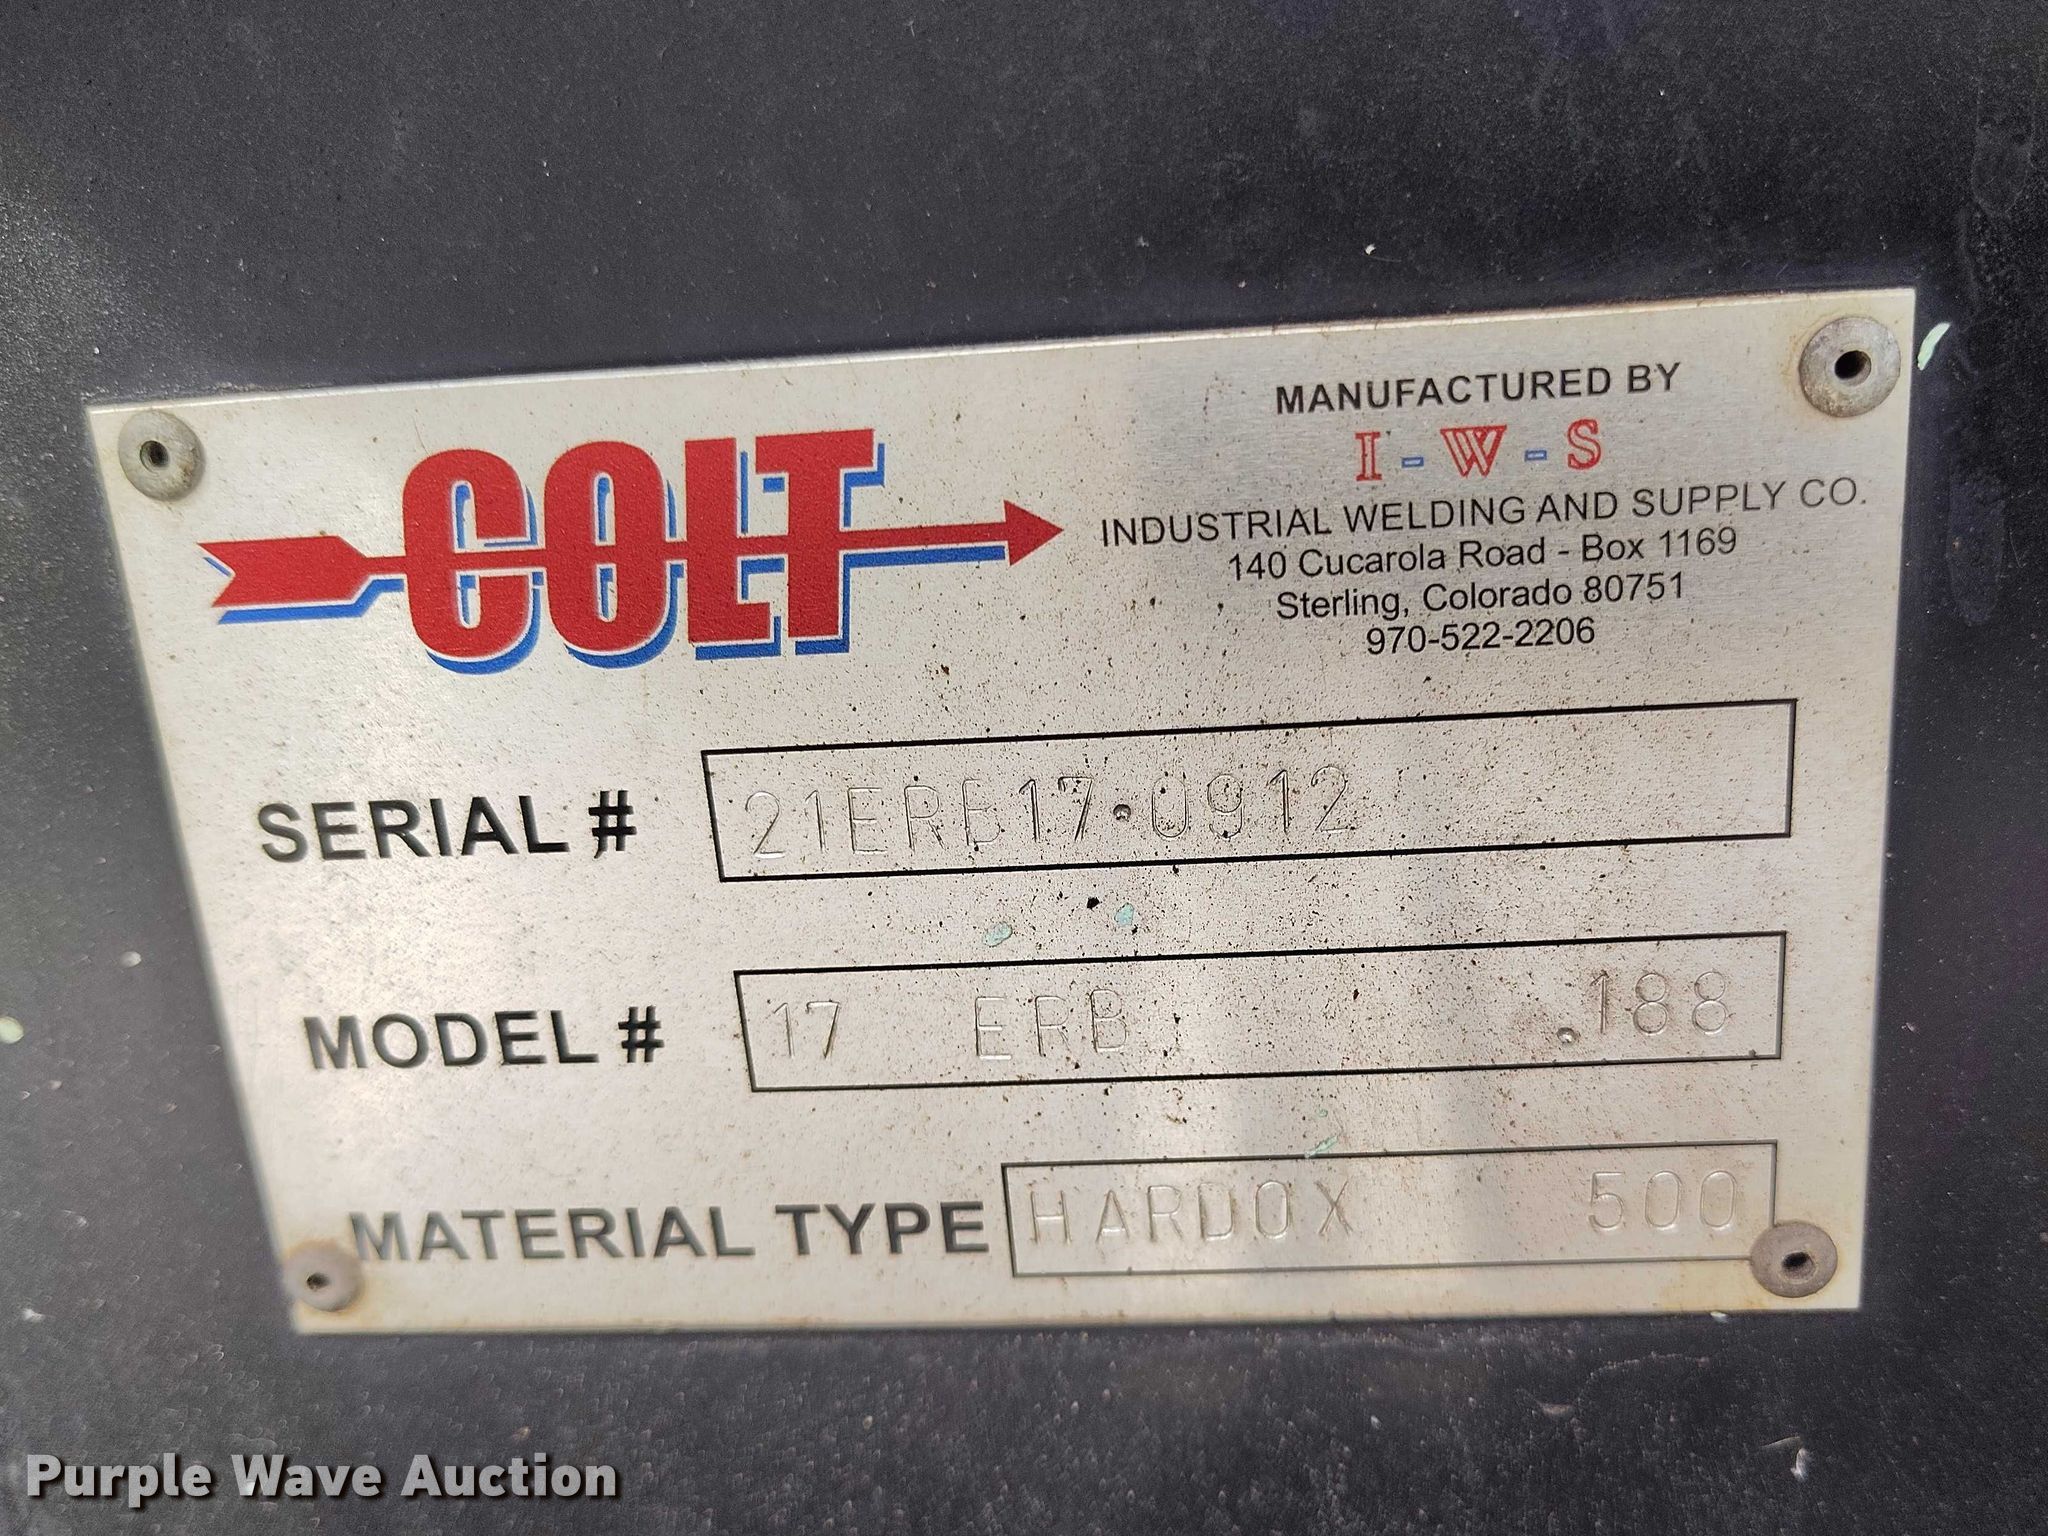 COLT
MANUFACTURED BY
I-W-S
INDUSTRIAL WELDING AND SUPPLY CO.
140 Cucarola Road - Box 1169
Sterling, Colorado 80751
970-522-2206
SERIAL # 21ERB17·0912
MODEL # 17 ERB .188
MATERIAL TYPE HARDOX 500
Purple Wave Auction